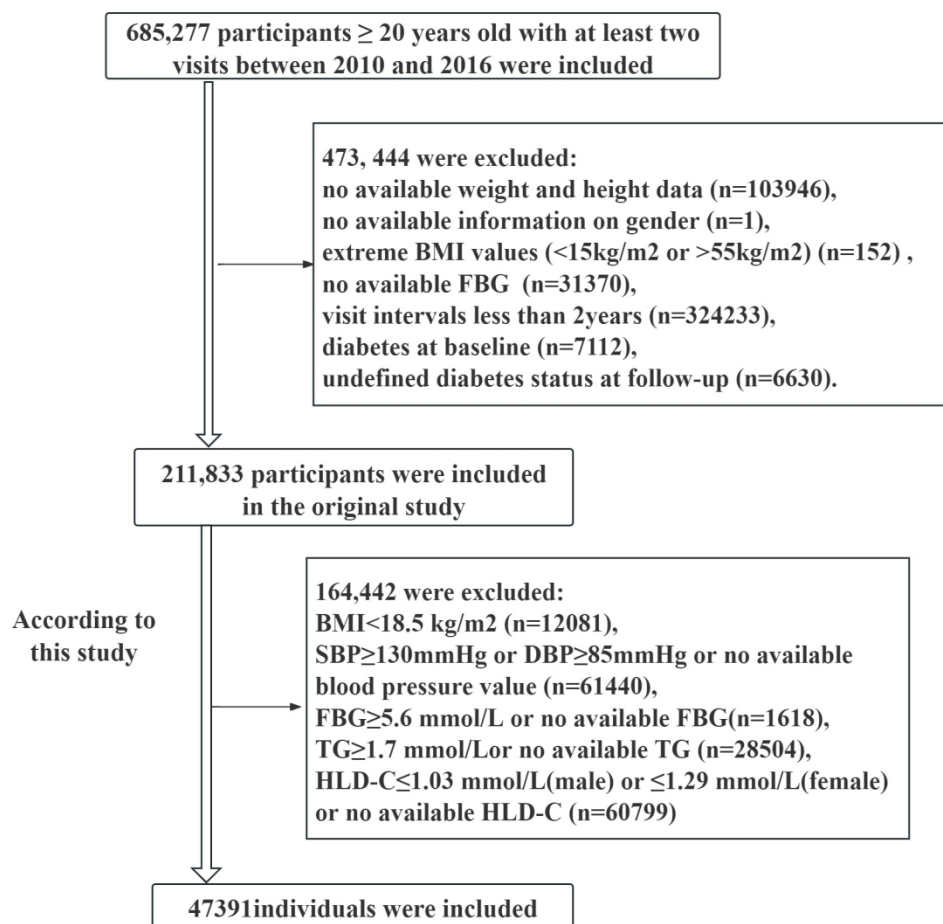 685,277 participants ≥ 20 years old with at least two
visits between 2010 and 2016 were included
473, 444 were excluded:
no available weight and height data (n=103946),
no available information on gender (n=1),
extreme BMI values (<15kg/m2 or >55kg/m2) (n=152) ,
no available FBG (n=31370),
visit intervals less than 2years (n=324233),
diabetes at baseline (n=7112),
undefined diabetes status at follow-up (n=6630).
211,833 participants were included
in the original study
According to
this study
164,442 were excluded:
BMI<18.5 kg/m2 (n=12081),
SBP≥130mmHg or DBP≥85mmHg or no available
blood pressure value (n=61440),
FBG≥5.6 mmol/L or no available FBG(n=1618),
TG≥1.7 mmol/Lor no available TG (n=28504),
HLD-C≤1.03 mmol/L(male) or ≤1.29 mmol/L(female)
or no available HLD-C (n=60799)
47391individuals were included